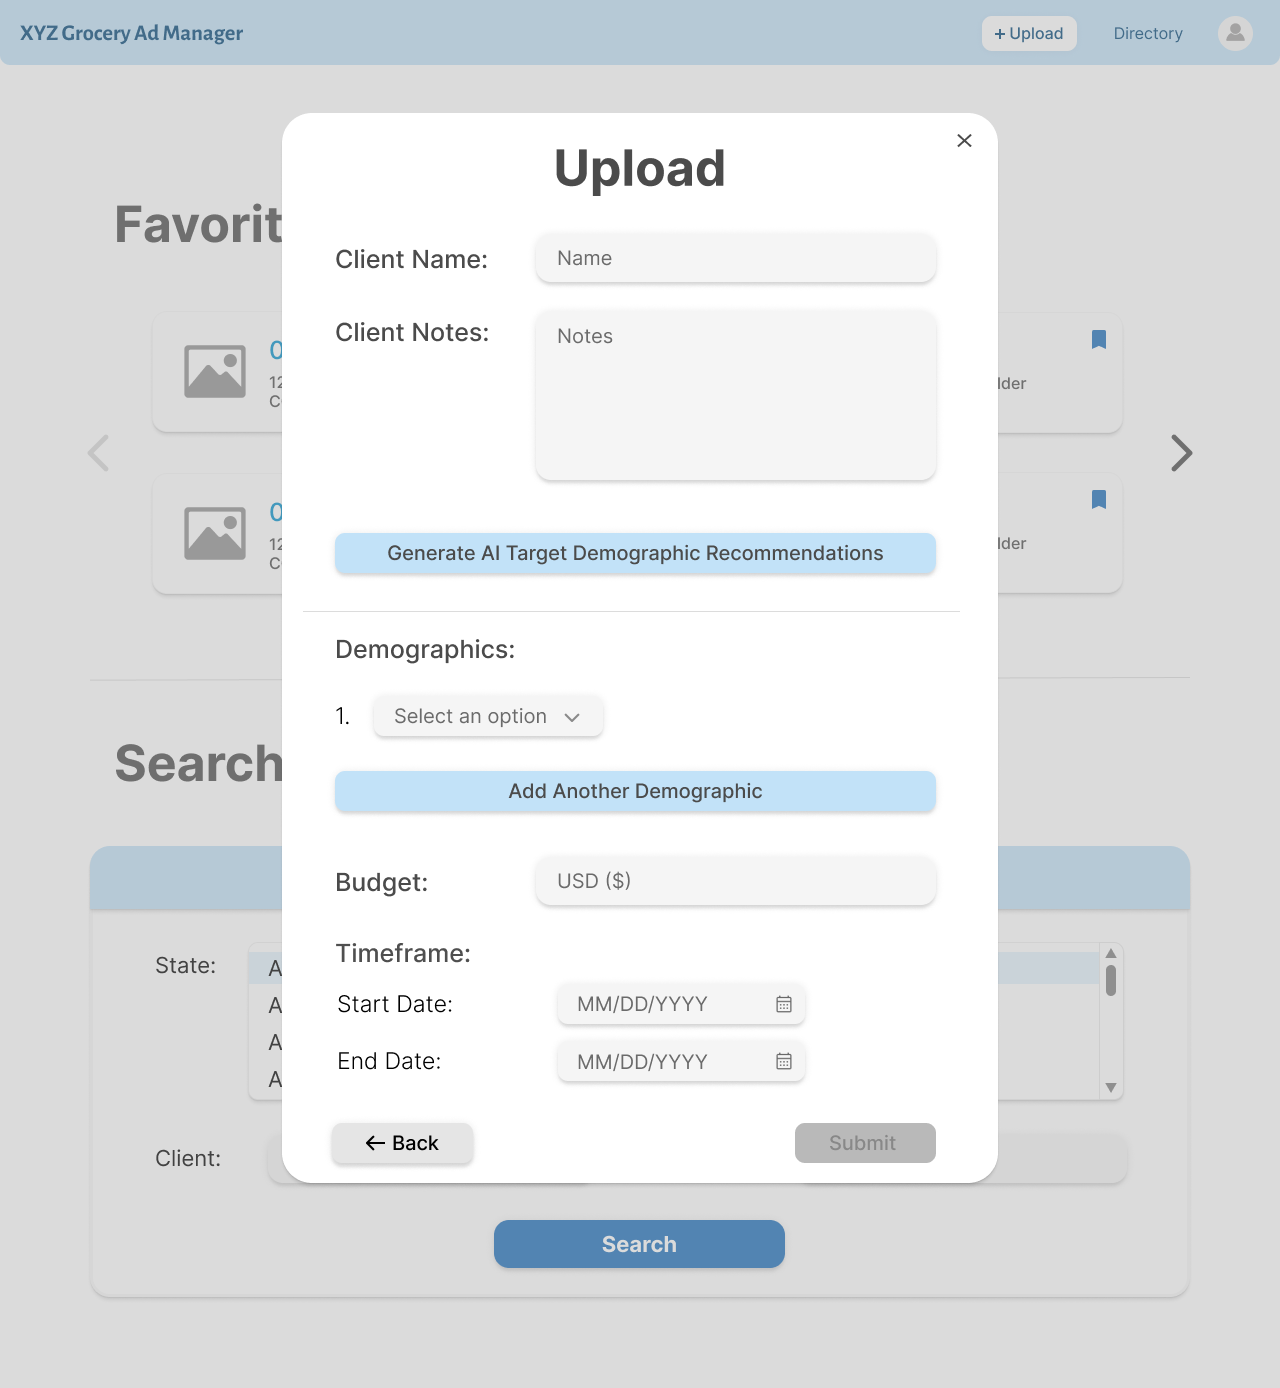 XYZ Grocery Ad Manager
+ Upload
Directory
Upload
Favorit
Client Name:
Name
Client Notes:
Notes
0
12
C
lder
0
12
C
lder
Generate AI Target Demographic Recommendations
Demographics:
1.
Select an option
Search
Add Another Demographic
Budget:
USD ($)
Timeframe:
State:
A
A
A
A
Start Date:
MM/DD/YYYY
End Date:
MM/DD/YYYY
Client:
← Back
Submit
Search